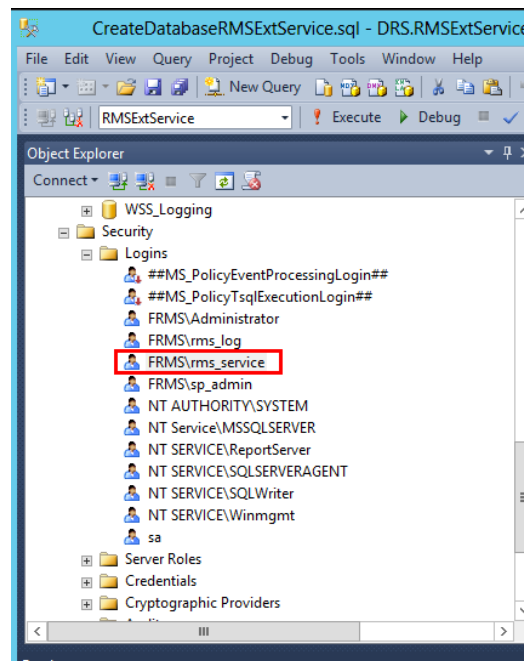 CreateDatabaseRMSExtService.sql - DRS.RMSExtService
File Edit View Query Project Debug Tools Window Help
New Query
RMSExtService Execute Debug
Object Explorer
Connect
WSS_Logging
Security
Logins
##MS_PolicyEventProcessingLogin##
##MS_PolicyTsqlExecutionLogin##
FRMS\Administrator
FRMS\rms_log
FRMS\rms_service
FRMS\sp_admin
NT AUTHORITY\SYSTEM
NT Service\MSSQLSERVER
NT SERVICE\ReportServer
NT SERVICE\SQLSERVERAGENT
NT SERVICE\SQLWriter
NT SERVICE\Winmgmt
sa
Server Roles
Credentials
Cryptographic Providers